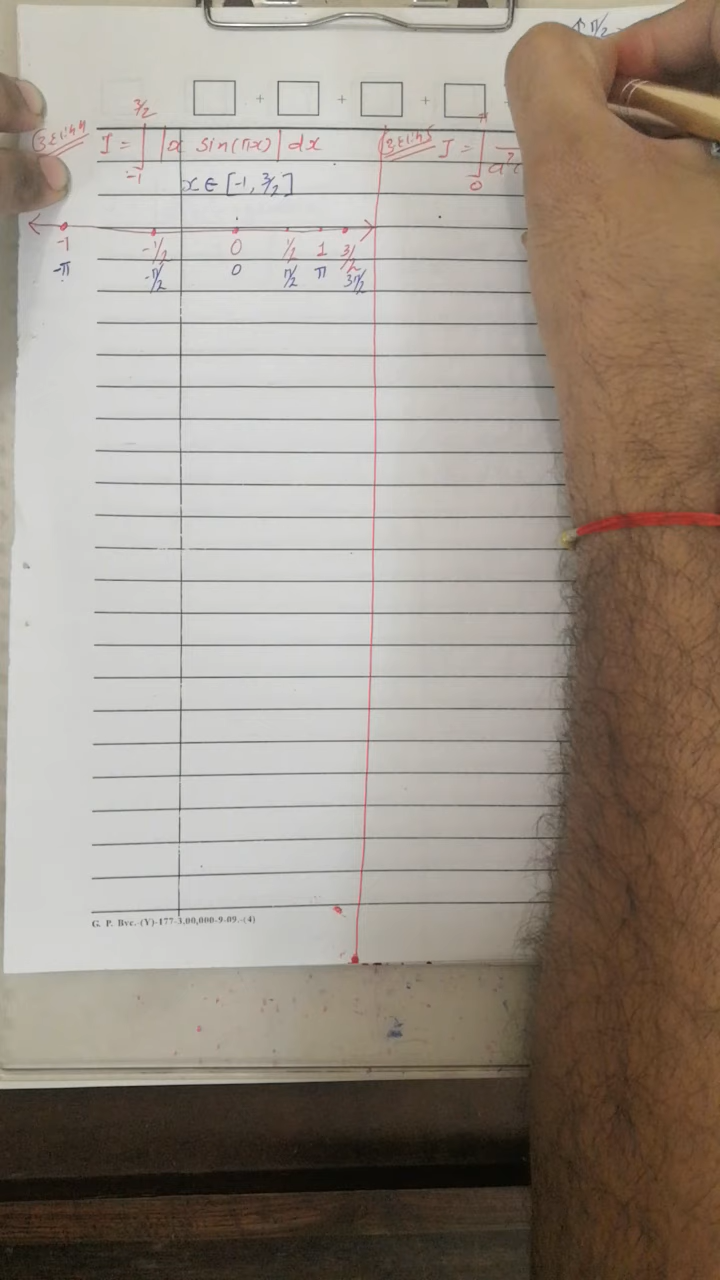 ↑ π/2
+ + +
3/2
I = ∫ |x sin(πx)| dx
-1
x ∈ [-1, 3/2]
-1 -1/2 0 1/2 1 3/2
-π -π/2 0 π/2 π 3π/2
π
I = ∫
0
G. P. Bvc.-(Y)-177-3,00,000-9-09.-(4)